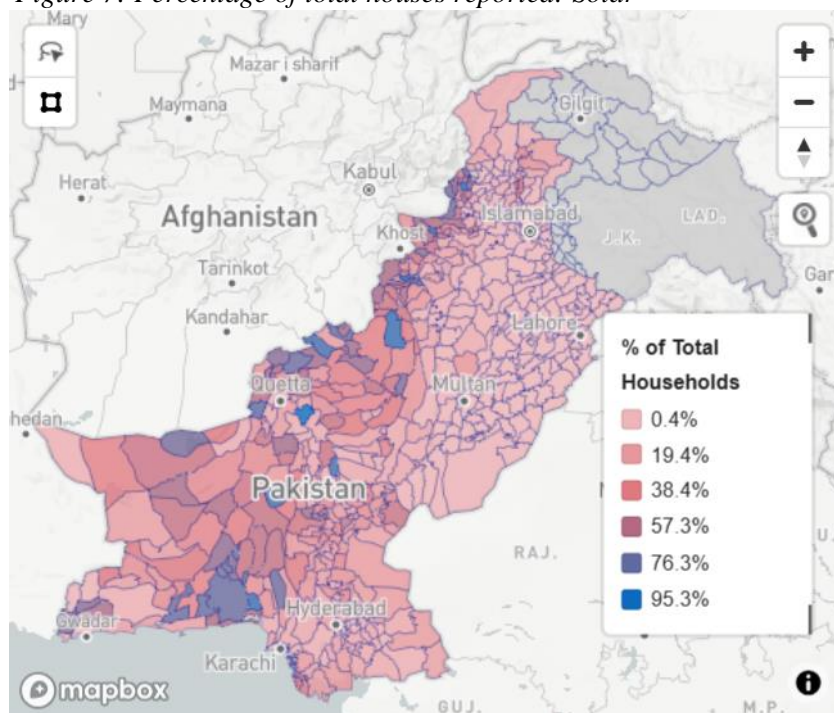 Figure 7: Percentage of total houses reported: Solar
Mary
Mazar i sharif
Maymana
Gilgit
Herat
Kabul
Afghanistan
Islamabad
Khost
J.K.
LAD.
Tarinkot
Gar
Kandahar
Lahore
Quetta
Multan
hedan
Pakistan
RAJ.
Gwadar
Hyderabad
Karachi
GUJ.
M.P.
U.
% of Total
Households
0.4%
19.4%
38.4%
57.3%
76.3%
95.3%
mapbox